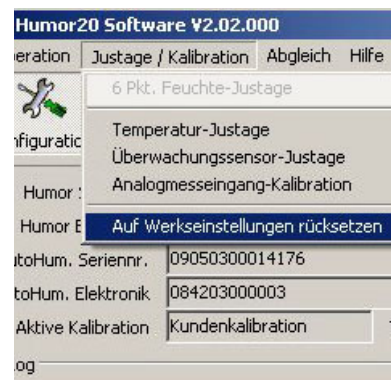 Humor20 Software V2.02.000
eration Justage / Kalibration Abgleich Hilfe
6 Pkt. Feuchte-Justage
nfiguratic
Temperatur-Justage
Überwachungssensor-Justage
Analogmesseingang-Kalibration
Humor S
Humor E
Auf Werkseinstellungen rücksetzen
utoHum. Seriennr. 09050300014176
toHum. Elektronik 084203000003
Aktive Kalibration Kundenkalibration
og